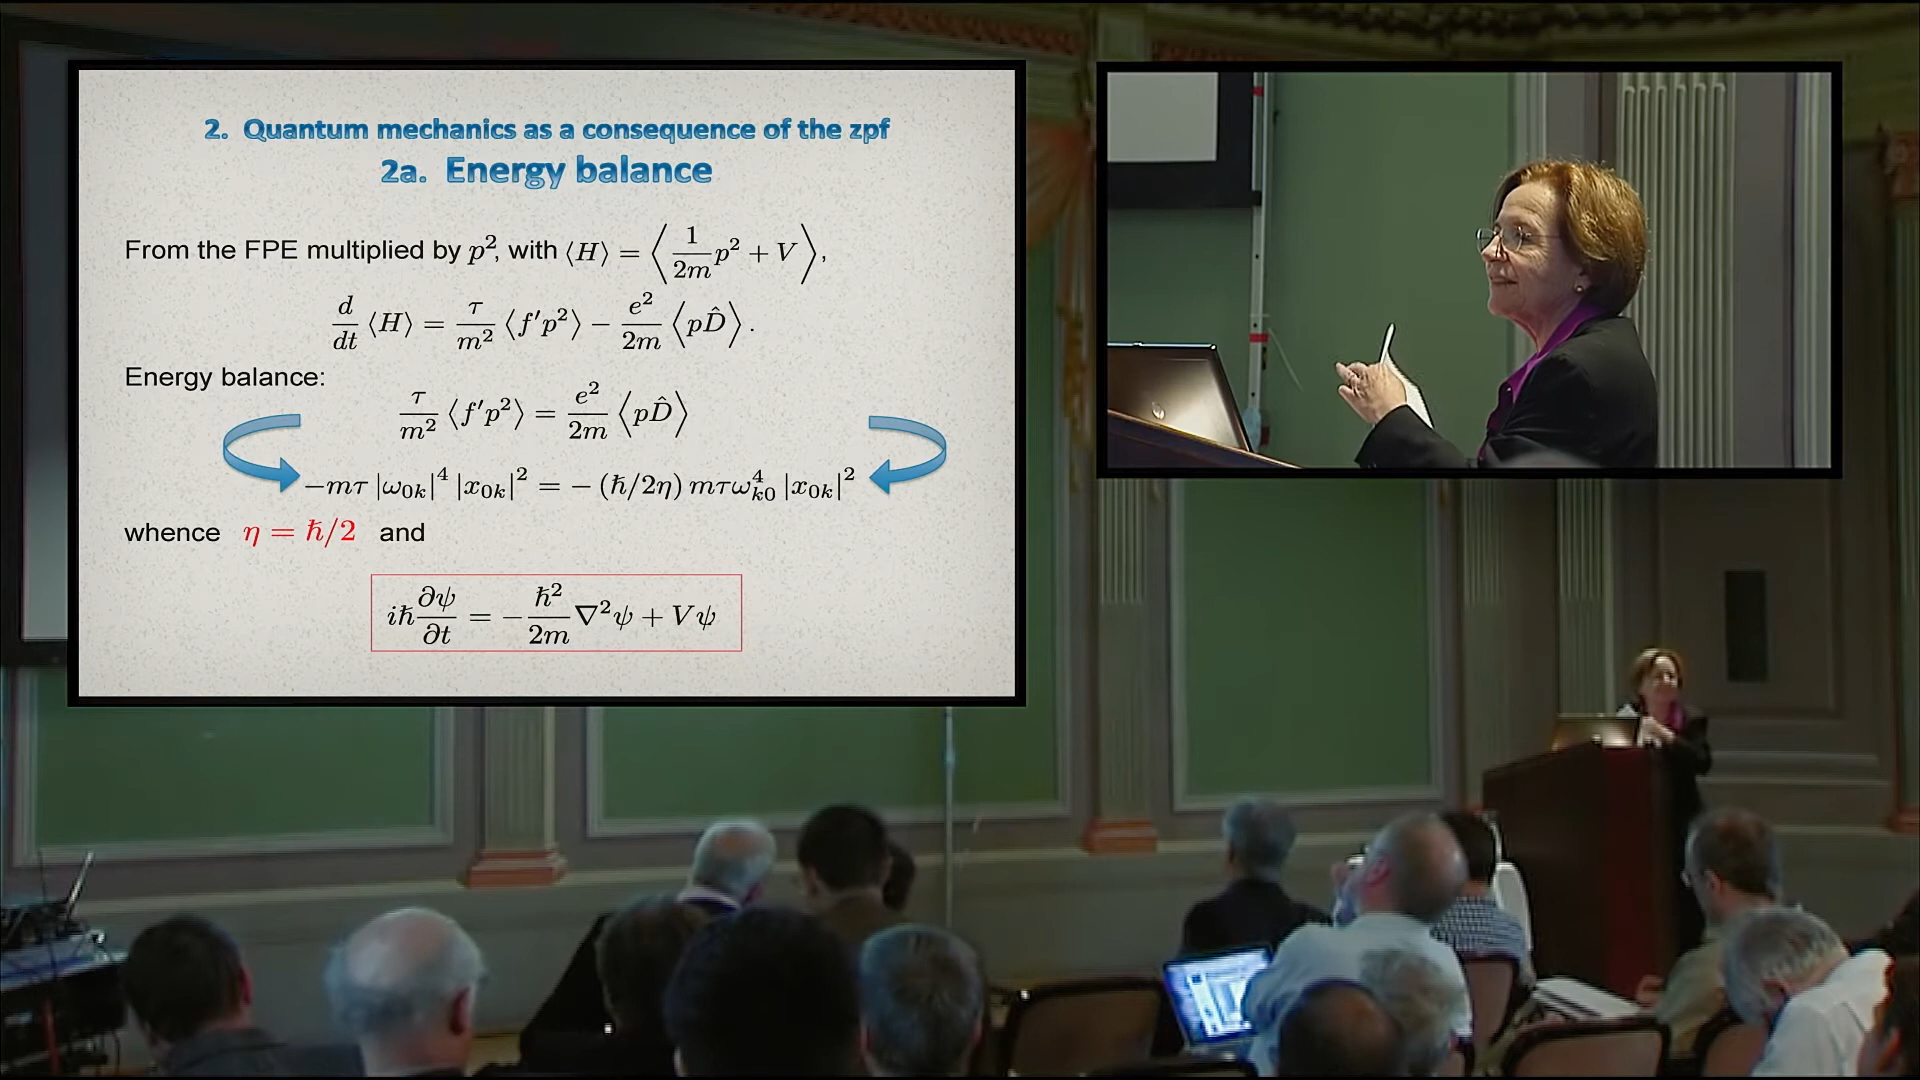 2. Quantum mechanics as a consequence of the zpf
2a. Energy balance
From the FPE multiplied by p², with ⟨H⟩ = ⟨ 1/2m p² + V ⟩,
d/dt ⟨H⟩ = τ/m² ⟨f′p²⟩ − e²/2m ⟨pD̂⟩.
Energy balance:
τ/m² ⟨f′p²⟩ = e²/2m ⟨pD̂⟩
−mτ |ω₀ₖ|⁴ |x₀ₖ|² = − (ℏ/2η) mτω⁴ₖ₀ |x₀ₖ|²
whence η = ℏ/2 and
iℏ ∂ψ/∂t = − ℏ²/2m ∇²ψ + Vψ